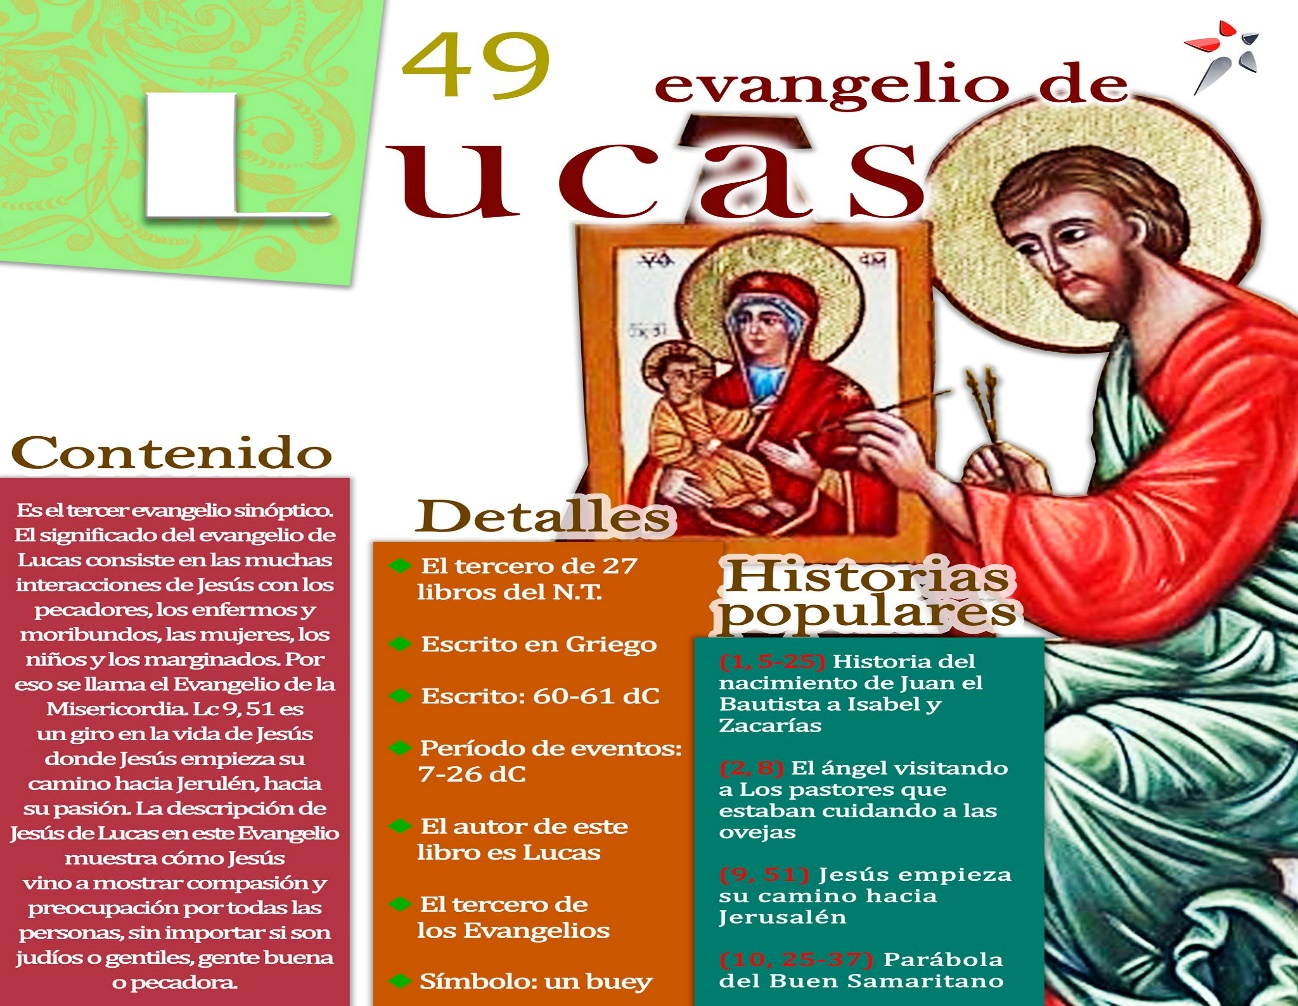 49
evangelio de
Lucas
Contenido
Es el tercer evangelio sinóptico.
El significado del evangelio de
Lucas consiste en las muchas
interacciones de Jesús con los
pecadores, los enfermos y
moribundos, las mujeres, los
niños y los marginados. Por
eso se llama el Evangelio de la
Misericordia. Lc 9, 51 es
un giro en la vida de Jesús
donde Jesús empieza su
camino hacia Jerulén, hacia
su pasión. La descripción de
Jesús de Lucas en este Evangelio
muestra cómo Jesús
vino a mostrar compasión y
preocupación por todas las
personas, sin importar si son
judíos o gentiles, gente buena
o pecadora.
Detalles
El tercero de 27
libros del N.T.
Escrito en Griego
Escrito: 60-61 dC
Período de eventos:
7-26 dC
El autor de este
libro es Lucas
El tercero de
los Evangelios
Símbolo: un buey
Historias
populares
(1, 5-25) Historia del
nacimiento de Juan el
Bautista a Isabel y
Zacarías
(2, 8) El ángel visitando
a Los pastores que
estaban cuidando a las
ovejas
(9, 51) Jesús empieza
su camino hacia
Jerusalén
(10, 25-37) Parábola
del Buen Samaritano